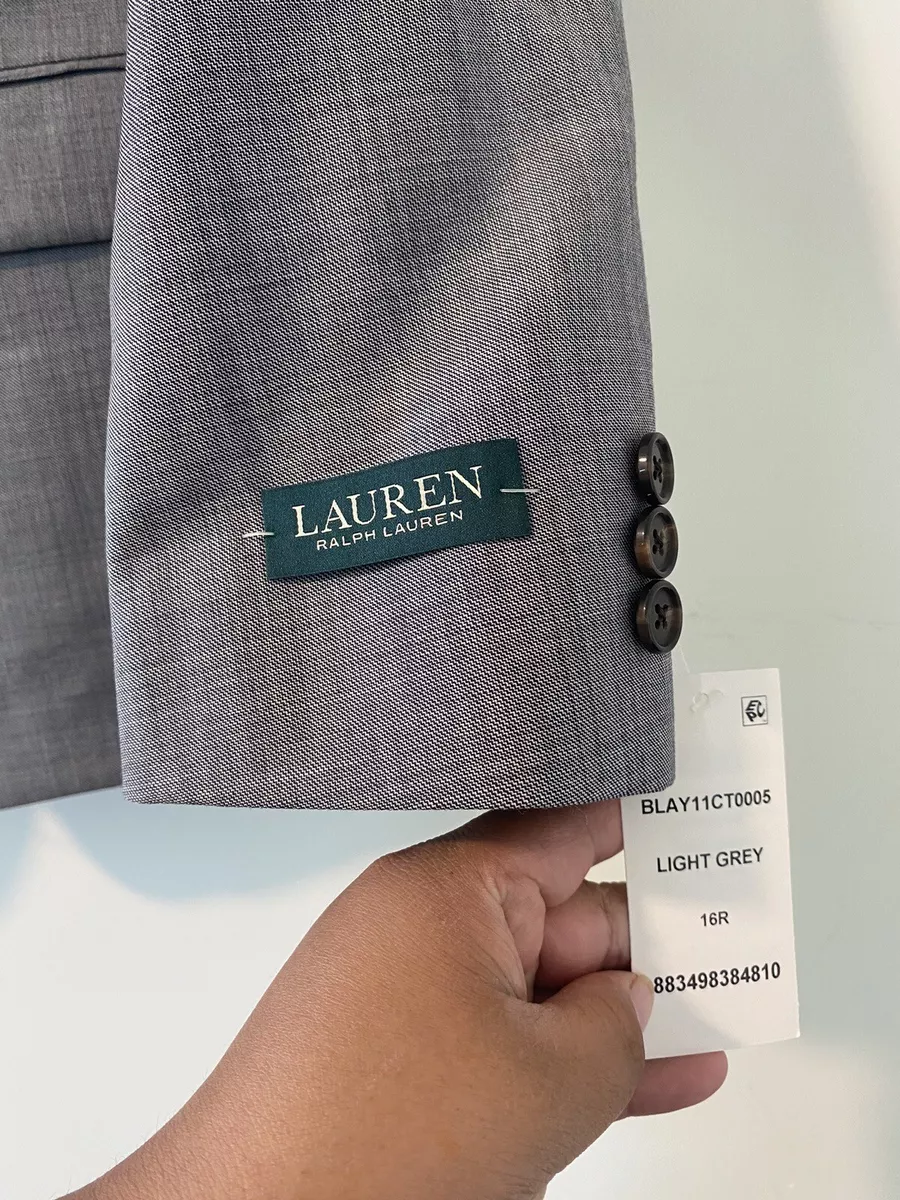 LAUREN
RALPH LAUREN
BLAY11CT0005
LIGHT GREY
16R
883498384810